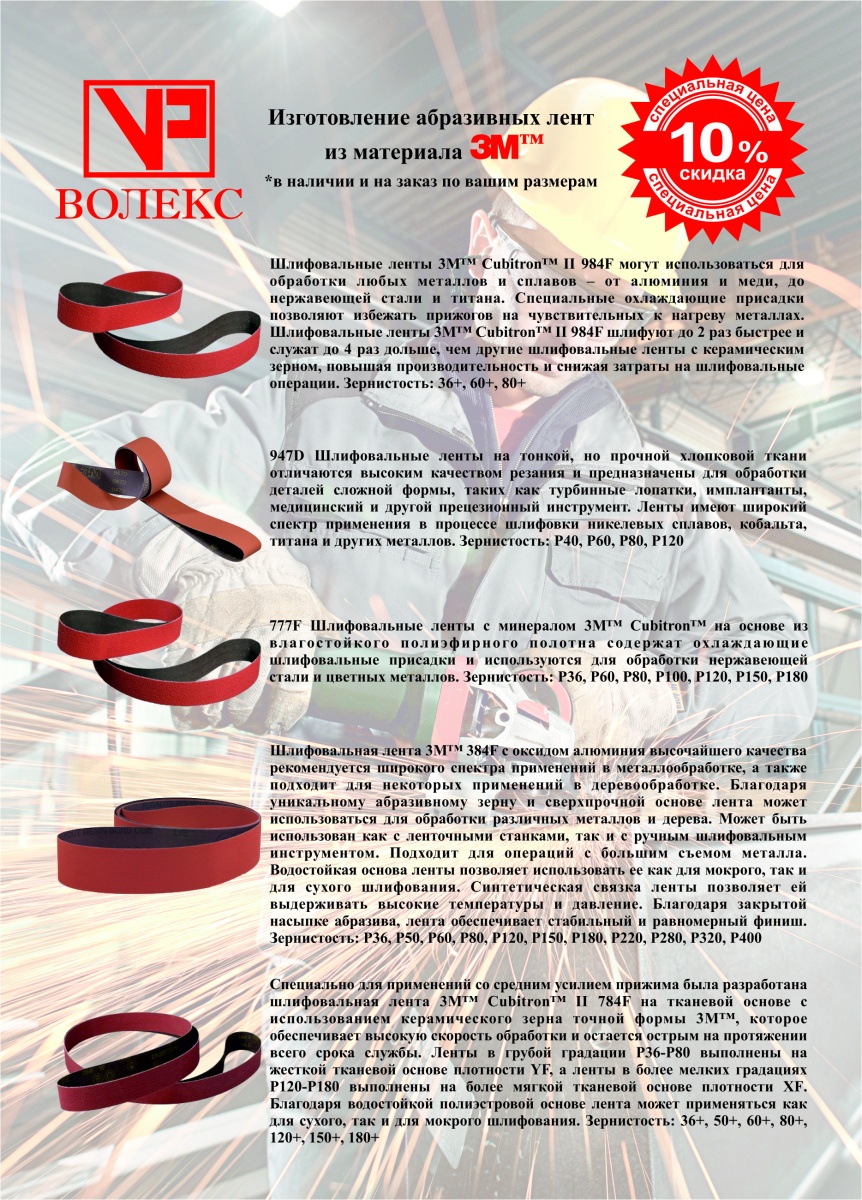 VP
ВОЛЕКС
Изготовление абразивных лент
из материала 3M™
*в наличии и на заказ по вашим размерам
специальная цена
10%
скидка
специальная цена
Шлифовальные ленты 3M™ Cubitron™ II 984F могут использоваться для
обработки любых металлов и сплавов – от алюминия и меди, до
нержавеющей стали и титана. Специальные охлаждающие присадки
позволяют избежать прижогов на чувствительных к нагреву металлах.
Шлифовальные ленты 3M™ Cubitron™ II 984F шлифуют до 2 раз быстрее и
служат до 4 раз дольше, чем другие шлифовальные ленты с керамическим
зерном, повышая производительность и снижая затраты на шлифовальные
операции. Зернистость: 36+, 60+, 80+
947D Шлифовальные ленты на тонкой, но прочной хлопковой ткани
отличаются высоким качеством резания и предназначены для обработки
деталей сложной формы, таких как турбинные лопатки, имплантанты,
медицинский и другой прецезионный инструмент. Ленты имеют широкий
спектр применения в процессе шлифовки никелевых сплавов, кобальта,
титана и других металлов. Зернистость: P40, P60, P80, P120
777F Шлифовальные ленты с минералом 3M™ Cubitron™ на основе из
влагостойкого полиэфирного полотна содержат охлаждающие
шлифовальные присадки и используются для обработки нержавеющей
стали и цветных металлов. Зернистость: P36, P60, P80, P100, P120, P150, P180
Шлифовальная лента 3M™ 384F с оксидом алюминия высочайшего качества
рекомендуется широкого спектра применений в металлообработке, а также
подходит для некоторых применений в деревообработке. Благодаря
уникальному абразивному зерну и сверхпрочной основе лента может
использоваться для обработки различных металлов и дерева. Может быть
использован как с ленточными станками, так и с ручным шлифовальным
инструментом. Подходит для операций с большим съемом металла.
Водостойкая основа ленты позволяет использовать ее как для мокрого, так и
для сухого шлифования. Синтетическая связка ленты позволяет ей
выдерживать высокие температуры и давление. Благодаря закрытой
насыпке абразива, лента обеспечивает стабильный и равномерный финиш.
Зернистость: P36, P50, P60, P80, P120, P150, P180, P220, P280, P320, P400
Специально для применений со средним усилием прижима была разработана
шлифовальная лента 3M™ Cubitron™ II 784F на тканевой основе с
использованием керамического зерна точной формы 3M™, которое
обеспечивает высокую скорость обработки и остается острым на протяжении
всего срока службы. Ленты в грубой градации P36-P80 выполнены на
жесткой тканевой основе плотности YF, а ленты в более мелких градациях
P120-P180 выполнены на более мягкой тканевой основе плотности XF.
Благодаря водостойкой полиэстровой основе лента может применяться как
для сухого, так и для мокрого шлифования. Зернистость: 36+, 50+, 60+, 80+,
120+, 150+, 180+